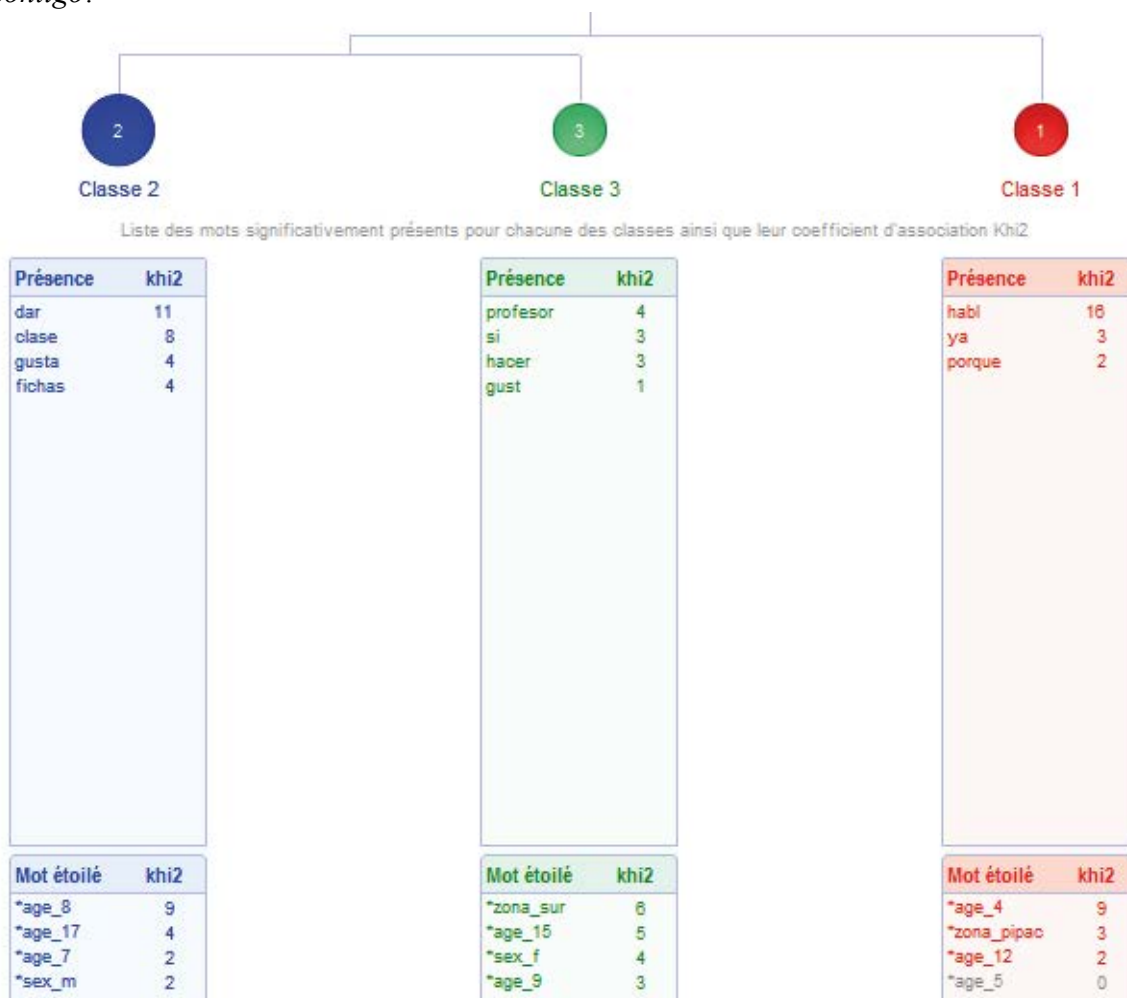 2
3
1
Classe 2
Classe 3
Classe 1
Liste des mots significativement présents pour chacune des classes ainsi que leur coefficient d'association Khi2
Présence khi2
dar 11
clase 8
gusta 4
fichas 4
Présence khi2
profesor 4
si 3
hacer 3
gust 1
Présence khi2
habl 16
ya 3
porque 2
Mot étoilé khi2
*age_8 9
*age_17 4
*age_7 2
*sex_m 2
Mot étoilé khi2
*zona_sur 6
*age_15 5
*sex_f 4
*age_9 3
Mot étoilé khi2
*age_4 9
*zona_pipac 3
*age_12 2
*age_5 0